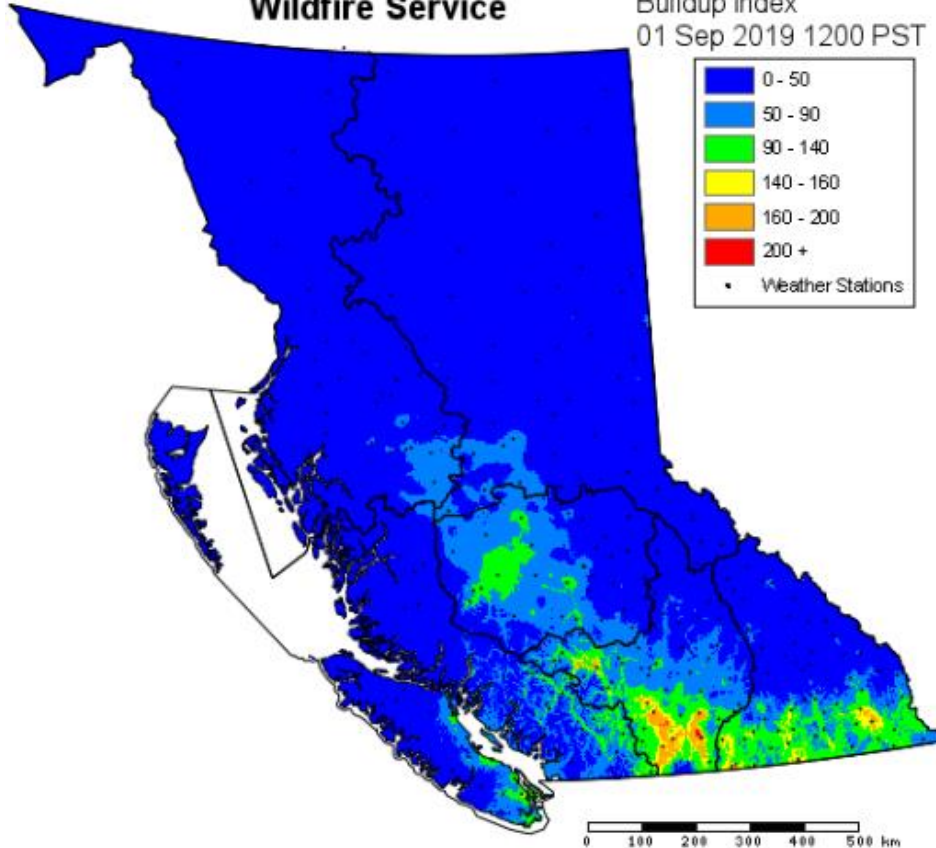 Wildfire Service
Buildup Index
01 Sep 2019 1200 PST
0 - 50
50 - 90
90 - 140
140 - 160
160 - 200
200 +
Weather Stations
0 100 200 300 400 500 km